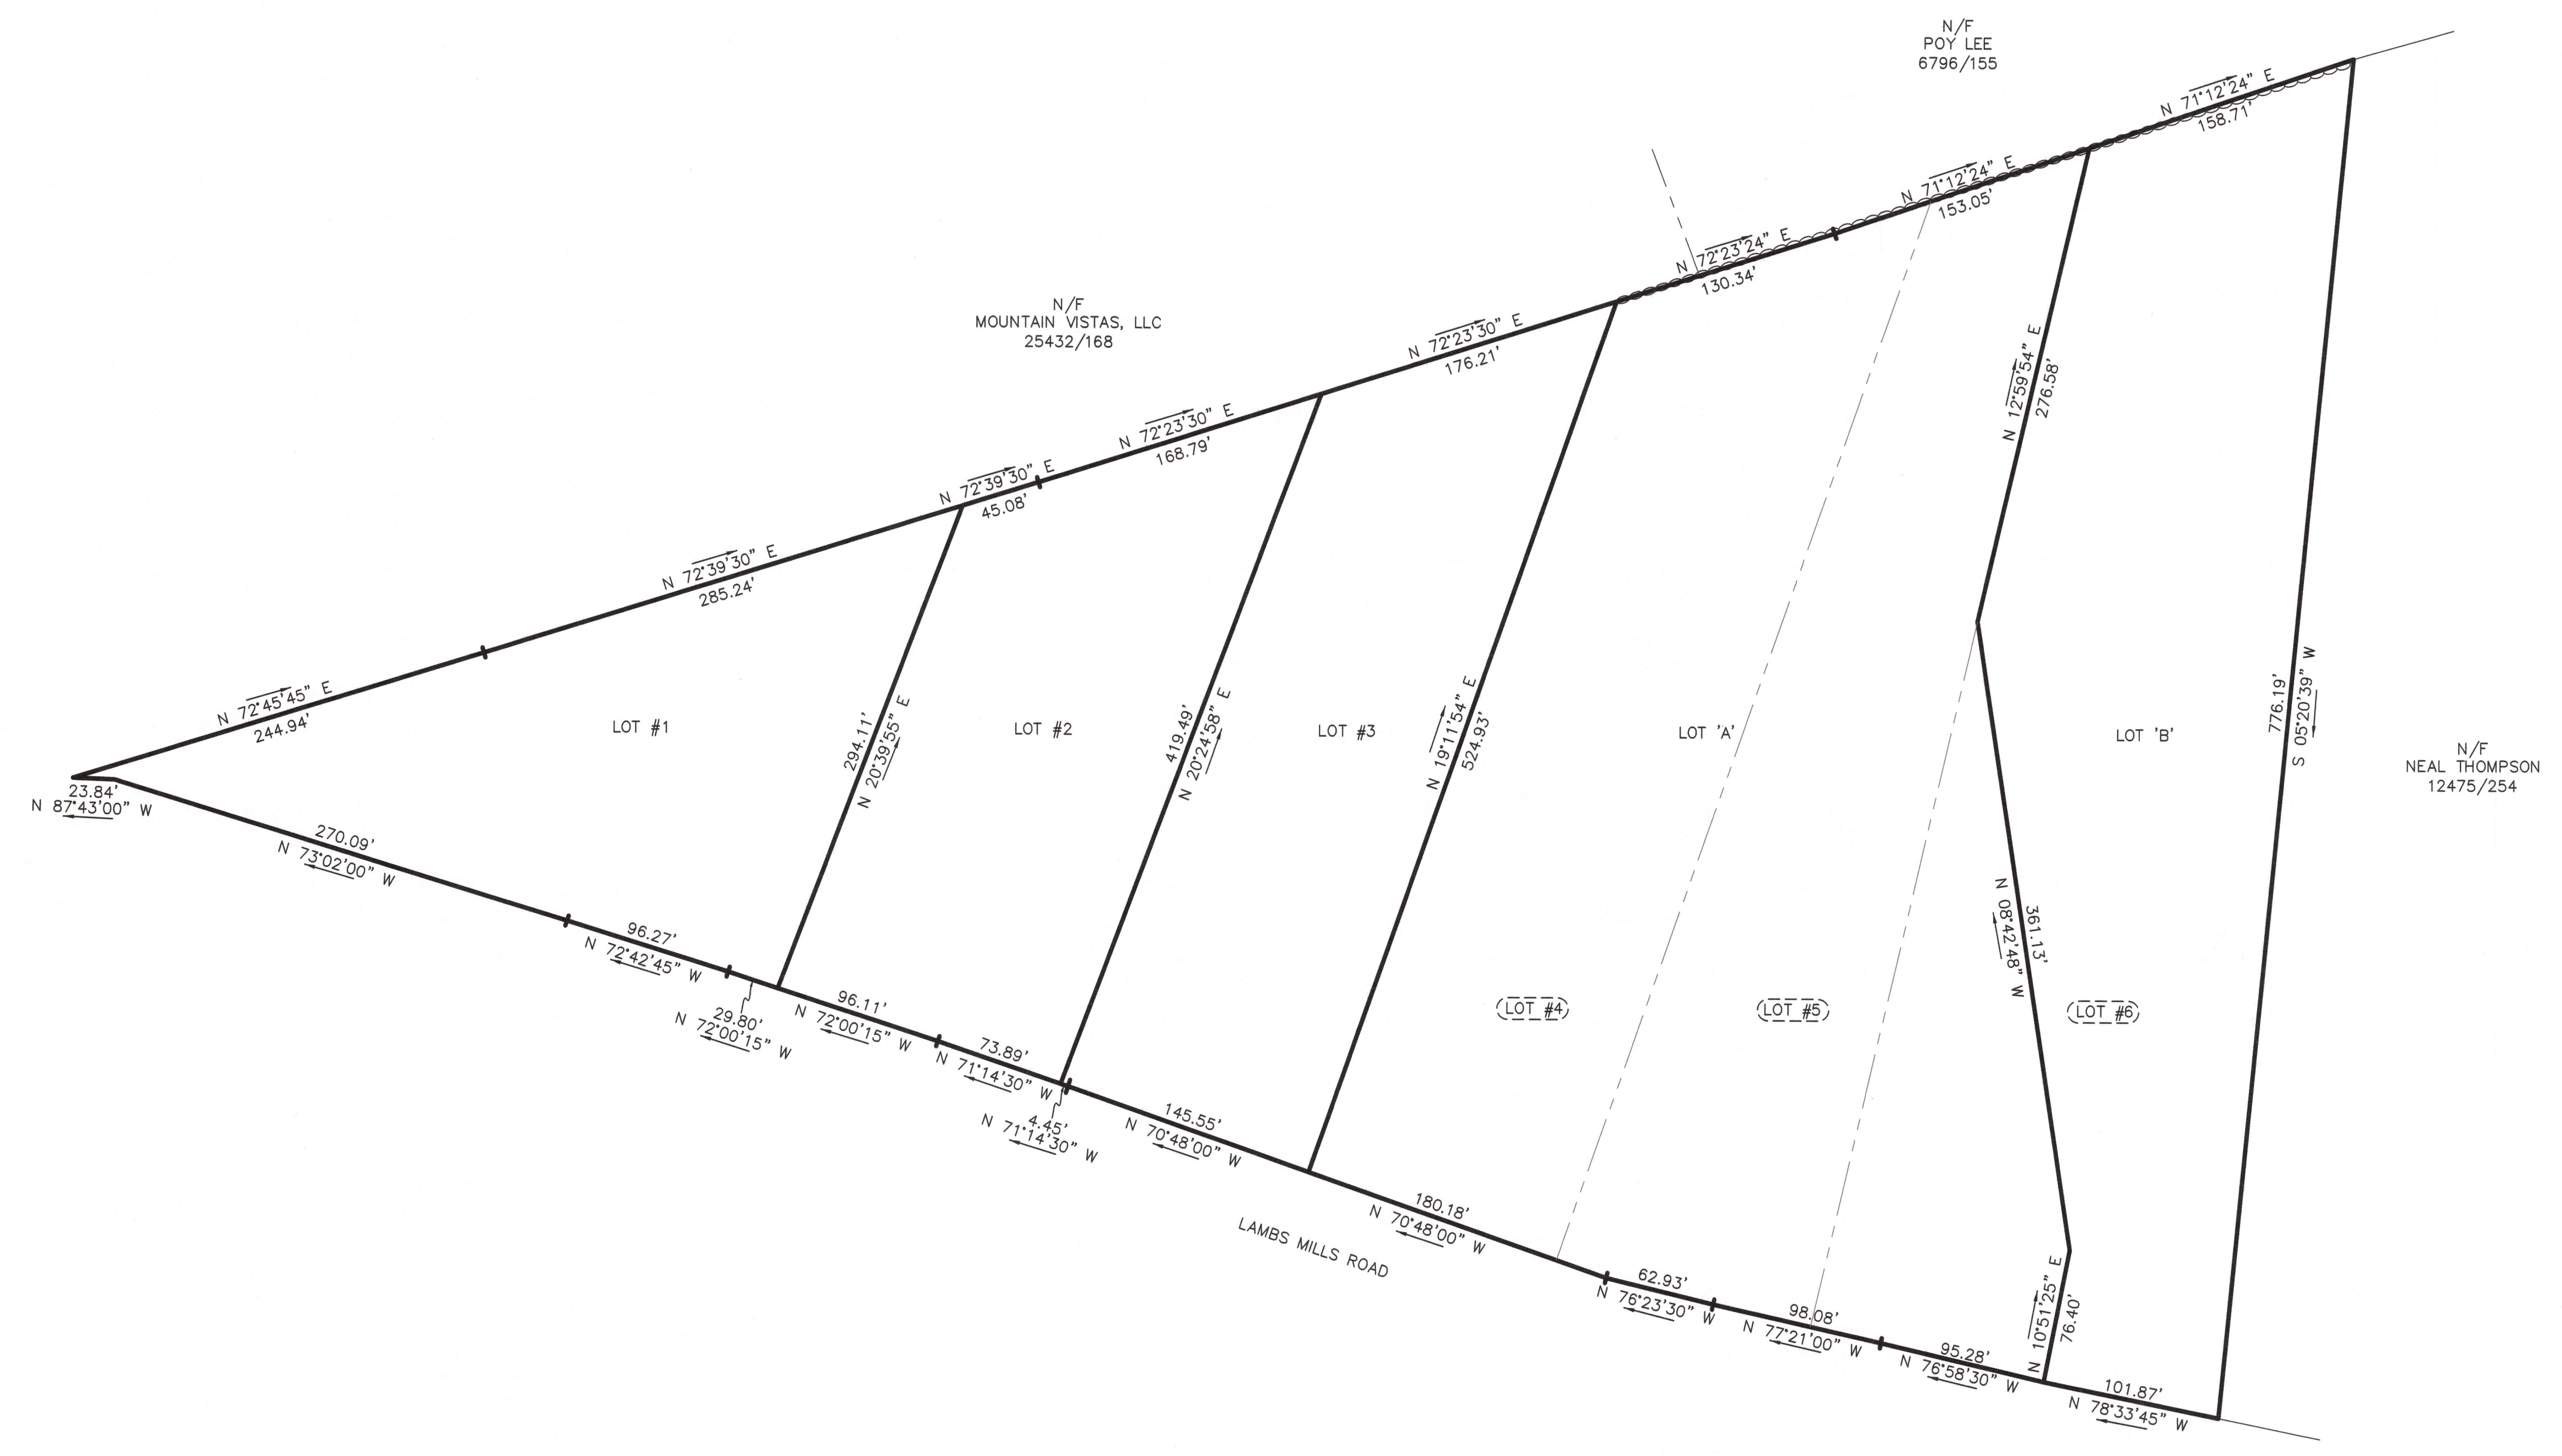 N/F
POY LEE
6796/155
N 71°12'24" E
158.71'
N 71°12'24" E
153.05'
N 72°23'24" E
130.34'
N/F
MOUNTAIN VISTAS, LLC
25432/168
N 72°23'30" E
176.21'
N 72°23'30" E
168.79'
N 72°39'30" E
45.08'
N 72°39'30" E
285.24'
N 72°45'45" E
244.94'
N 12°59'54" E
276.58'
LOT #1
294.11'
N 20°39'55" E
LOT #2
419.49'
N 20°24'58" E
LOT #3
N 19°11'54" E
524.93'
LOT 'A'
LOT 'B'
776.19'
S 05°20'39" W
N/F
NEAL THOMPSON
12475/254
23.84'
N 87°43'00" W
270.09'
N 73°02'00" W
96.27'
N 72°42'45" W
29.80'
N 72°00'15" W
96.11'
N 72°00'15" W
73.89'
N 71°14'30" W
4.45'
N 71°14'30" W
145.55'
N 70°48'00" W
LOT #4
LOT #5
LOT #6
361.13'
N 08°42'48" W
180.18'
N 70°48'00" W
LAMBS MILLS ROAD
62.93'
N 76°23'30" W
98.08'
N 77°21'00" W
95.28'
N 76°58'30" W
N 10°51'25" E
76.40'
101.87'
N 78°33'45" W